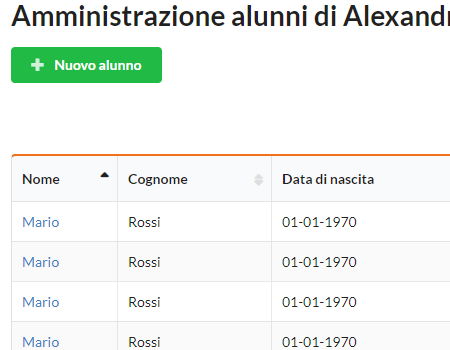 Amministrazione alunni di Alexandr
Nuovo alunno
Nome Cognome Data di nascita
Mario Rossi 01-01-1970
Mario Rossi 01-01-1970
Mario Rossi 01-01-1970
Mario Rossi 01-01-1970